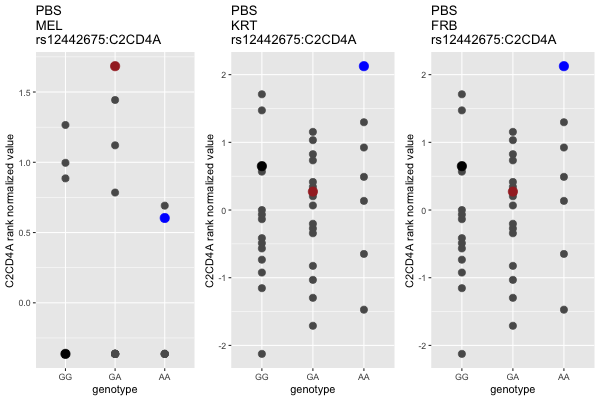 PBS
MEL
rs12442675:C2CD4A
C2CD4A rank normalized value
1.5
1.0
0.5
0.0
GG GA AA
genotype
PBS
KRT
rs12442675:C2CD4A
C2CD4A rank normalized value
2
1
0
-1
-2
GG GA AA
genotype
PBS
FRB
rs12442675:C2CD4A
C2CD4A rank normalized value
2
1
0
-1
-2
GG GA AA
genotype